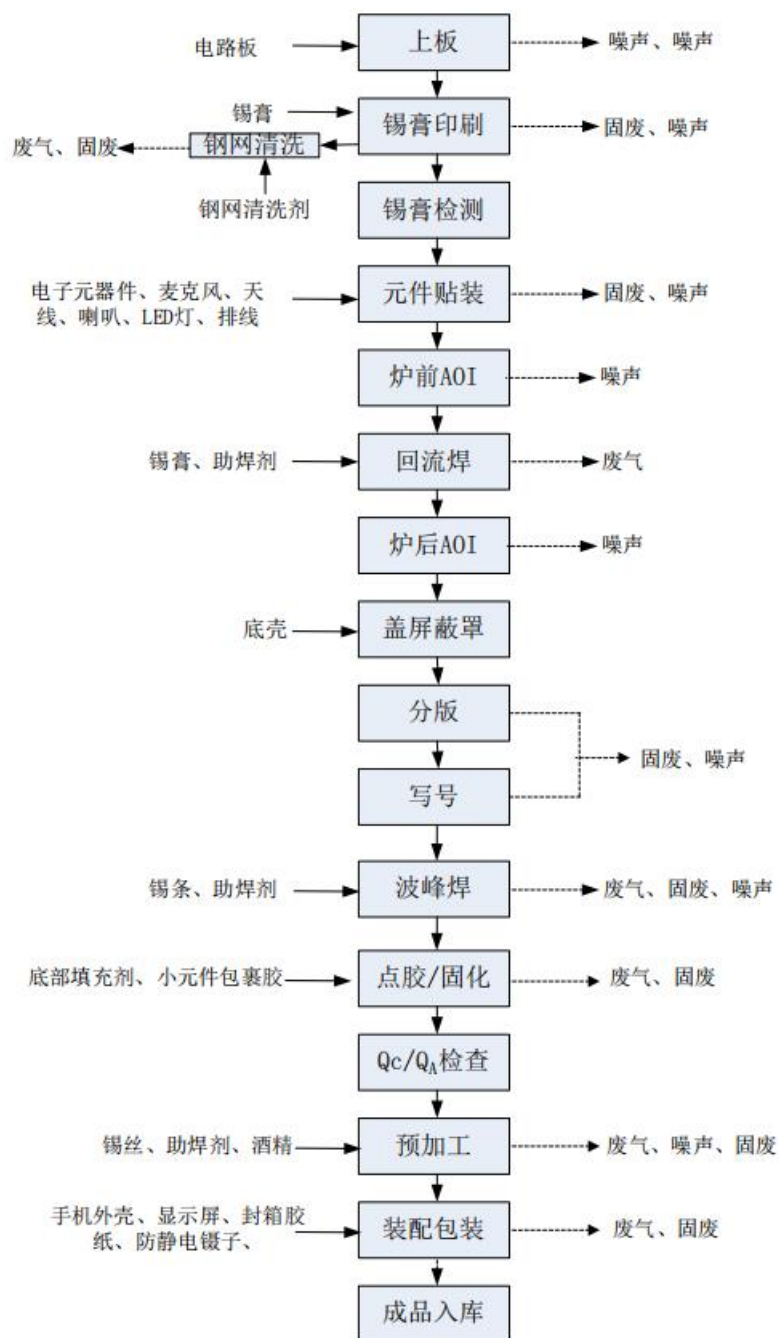 电路板
上板
噪声、噪声
锡膏
锡膏印刷
固废、噪声
废气、固废
钢网清洗
钢网清洗剂
锡膏检测
电子元器件、麦克风、天
线、喇叭、LED灯、排线
元件贴装
固废、噪声
炉前AOI
噪声
锡膏、助焊剂
回流焊
废气
炉后AOI
噪声
底壳
盖屏蔽罩
分版
固废、噪声
写号
锡条、助焊剂
波峰焊
废气、固废、噪声
底部填充剂、小元件包裹胶
点胶/固化
废气、固废
Qc/QA检查
锡丝、助焊剂、酒精
预加工
废气、噪声、固废
手机外壳、显示屏、封箱胶
纸、防静电镊子、
装配包装
废气、固废
成品入库